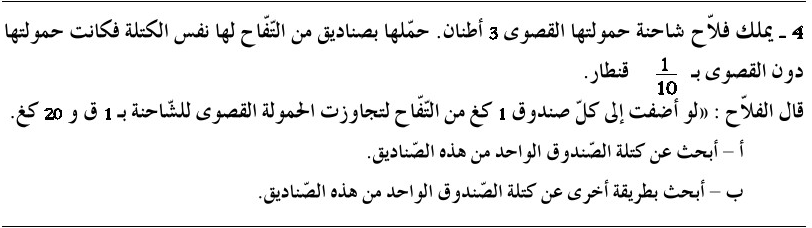 4 ـ يملك فلاّح شاحنة حمولتها القصوى 3 أطنان. حمّلها بصناديق من التّفّاح لها نفس الكتلة فكانت حمولتها
دون القصوى بـ 1/10 قنطار.
قال الفلاّح : «لو أضفت إلى كلّ صندوق 1 كغ من التّفّاح لتجاوزت الحمولة القصوى للشّاحنة بـ 1 ق و 20 كغ.
أ – أبحث عن كتلة الصّندوق الواحد من هذه الصّناديق.
ب – أبحث بطريقة أخرى عن كتلة الصّندوق الواحد من هذه الصّناديق.